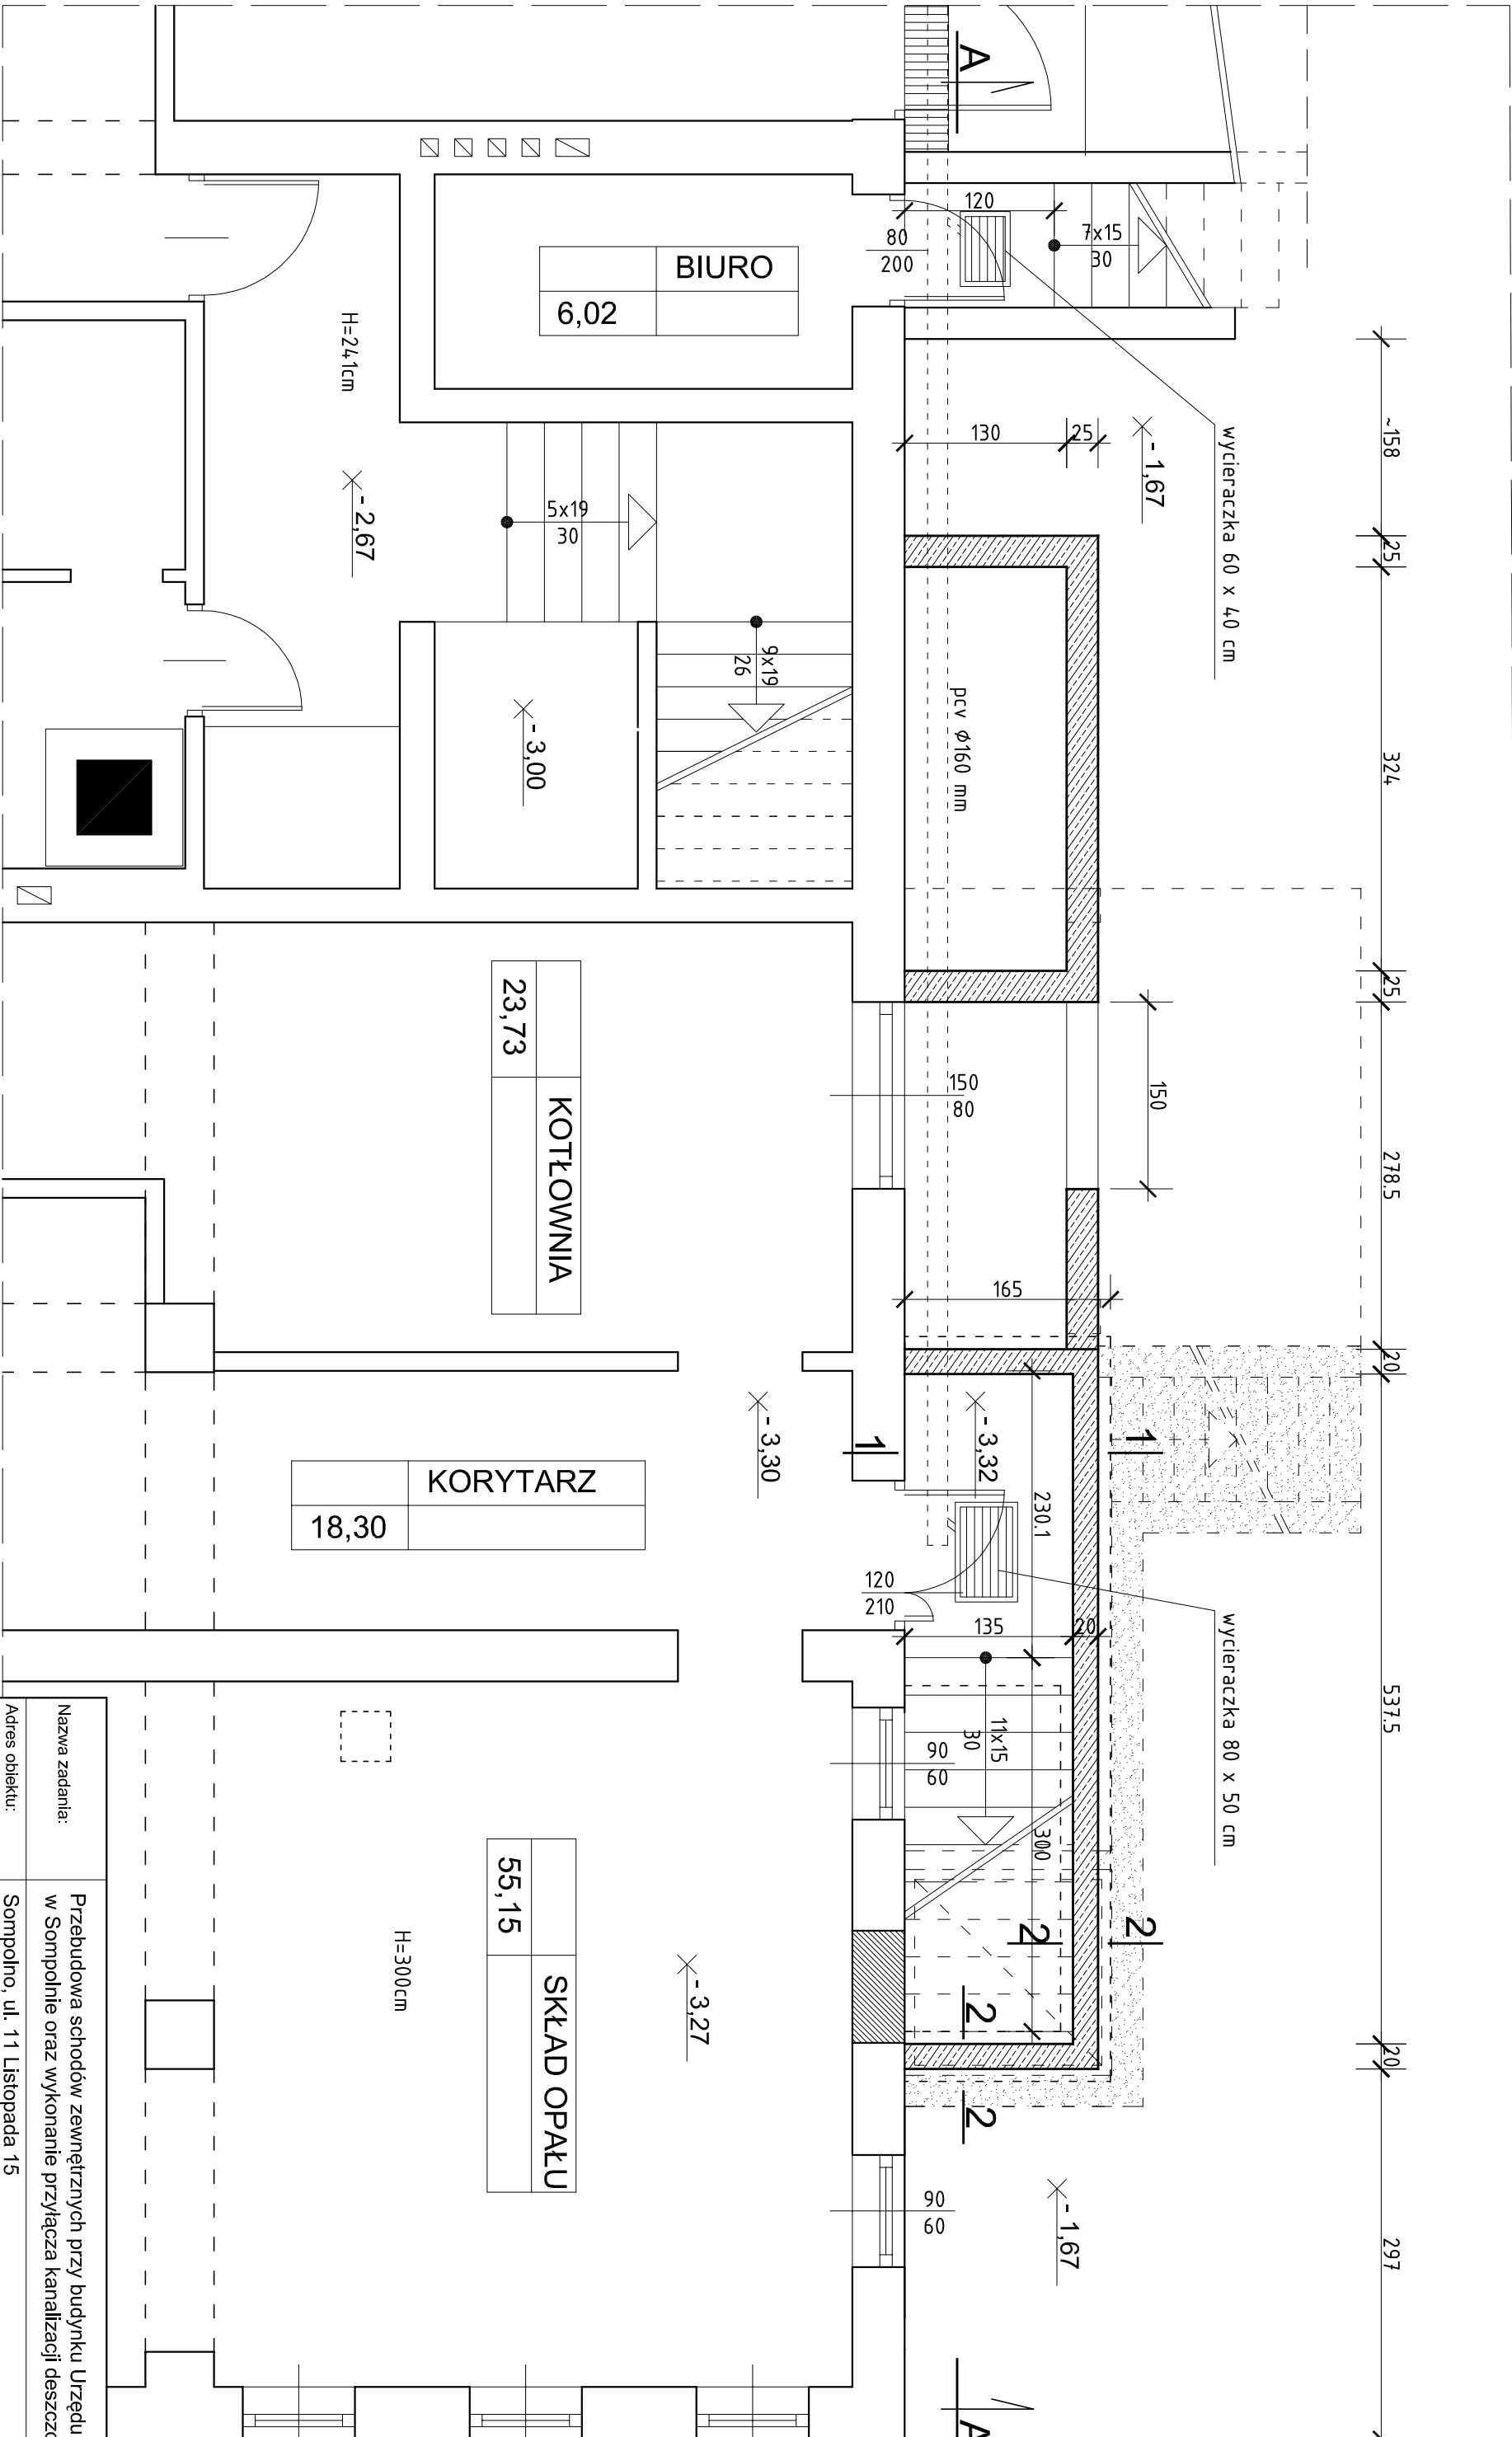 A
120
7x15
30
80
200
BIURO
6,02
H=241cm
wycieraczka 60 x 40 cm
~158
130
25
- 1,67
25
- 2,67
5x19
30
9x19
26
pcv Ø160 mm
324
- 3,00
25
23,73
KOTŁOWNIA
150
80
150
278.5
165
20
- 3,30
- 3,32
1
1
230.1
KORYTARZ
18,30
120
210
135
20
wycieraczka 80 x 50 cm
537.5
11x15
30
90
60
300
55,15
SKŁAD OPAŁU
H=300cm
- 3,27
2
2
2
2
20
90
60
- 1,67
297
A
Nazwa zadania:
Przebudowa schodów zewnętrznych przy budynku Urzędu
w Sompolnie oraz wykonanie przyłącza kanalizacji
Adres obiektu:
Sompolno, ul. 11 Listopada 15